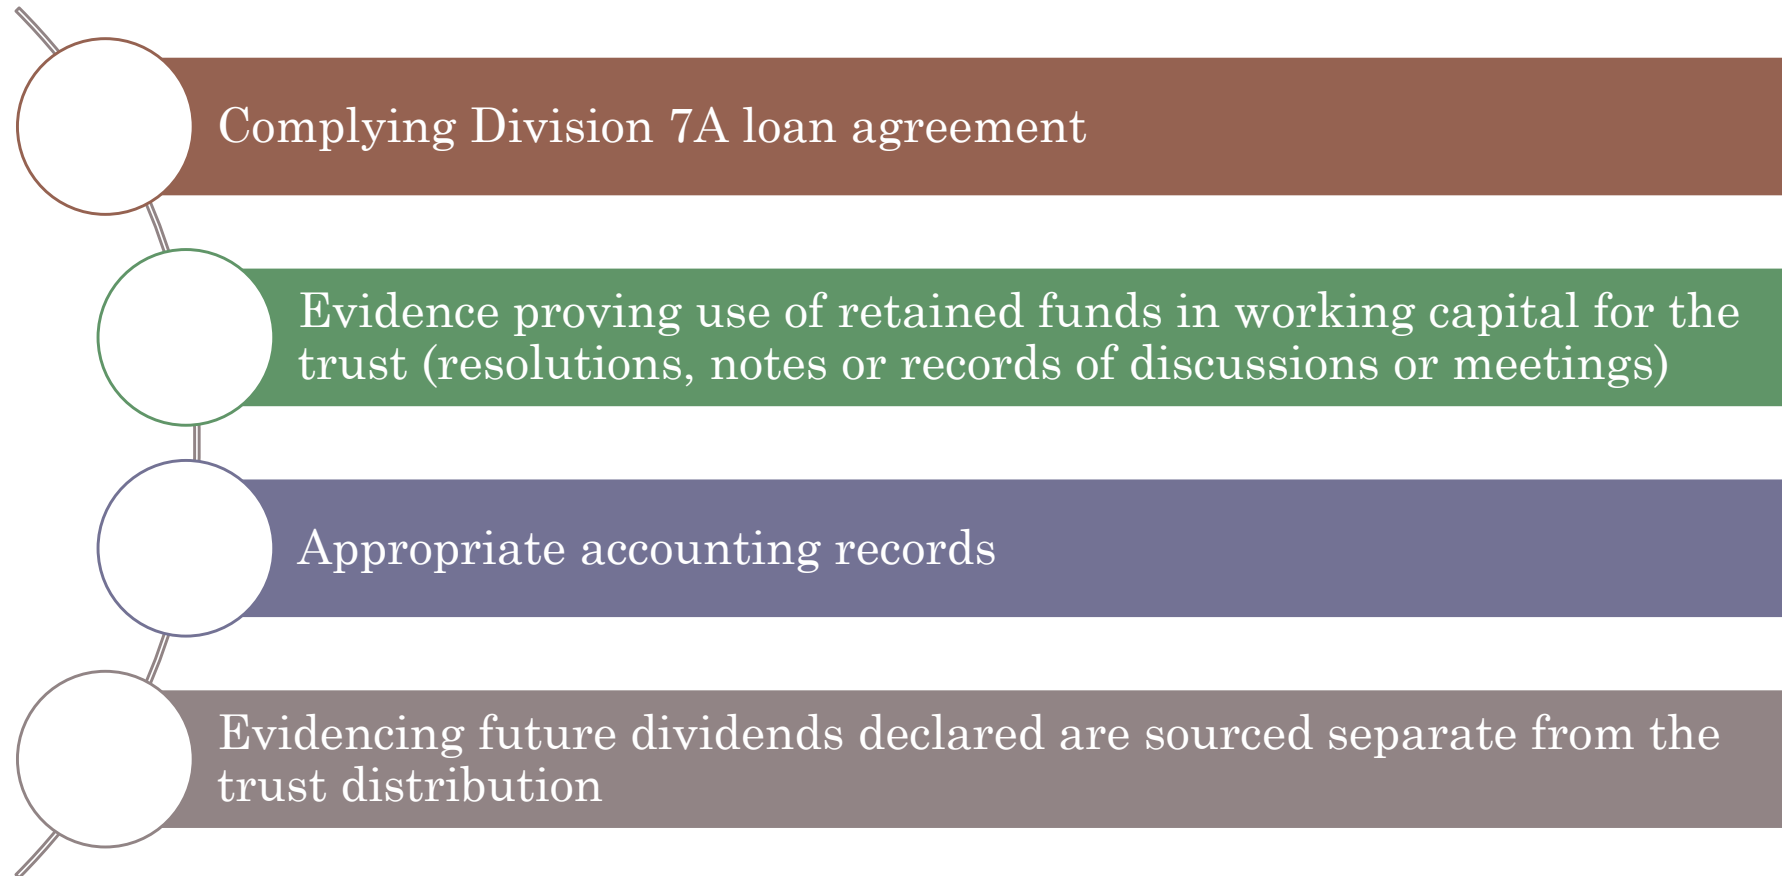 Complying Division 7A loan agreement
Evidence proving use of retained funds in working capital for the
trust (resolutions, notes or records of discussions or meetings)
Appropriate accounting records
Evidencing future dividends declared are sourced separate from the
trust distribution